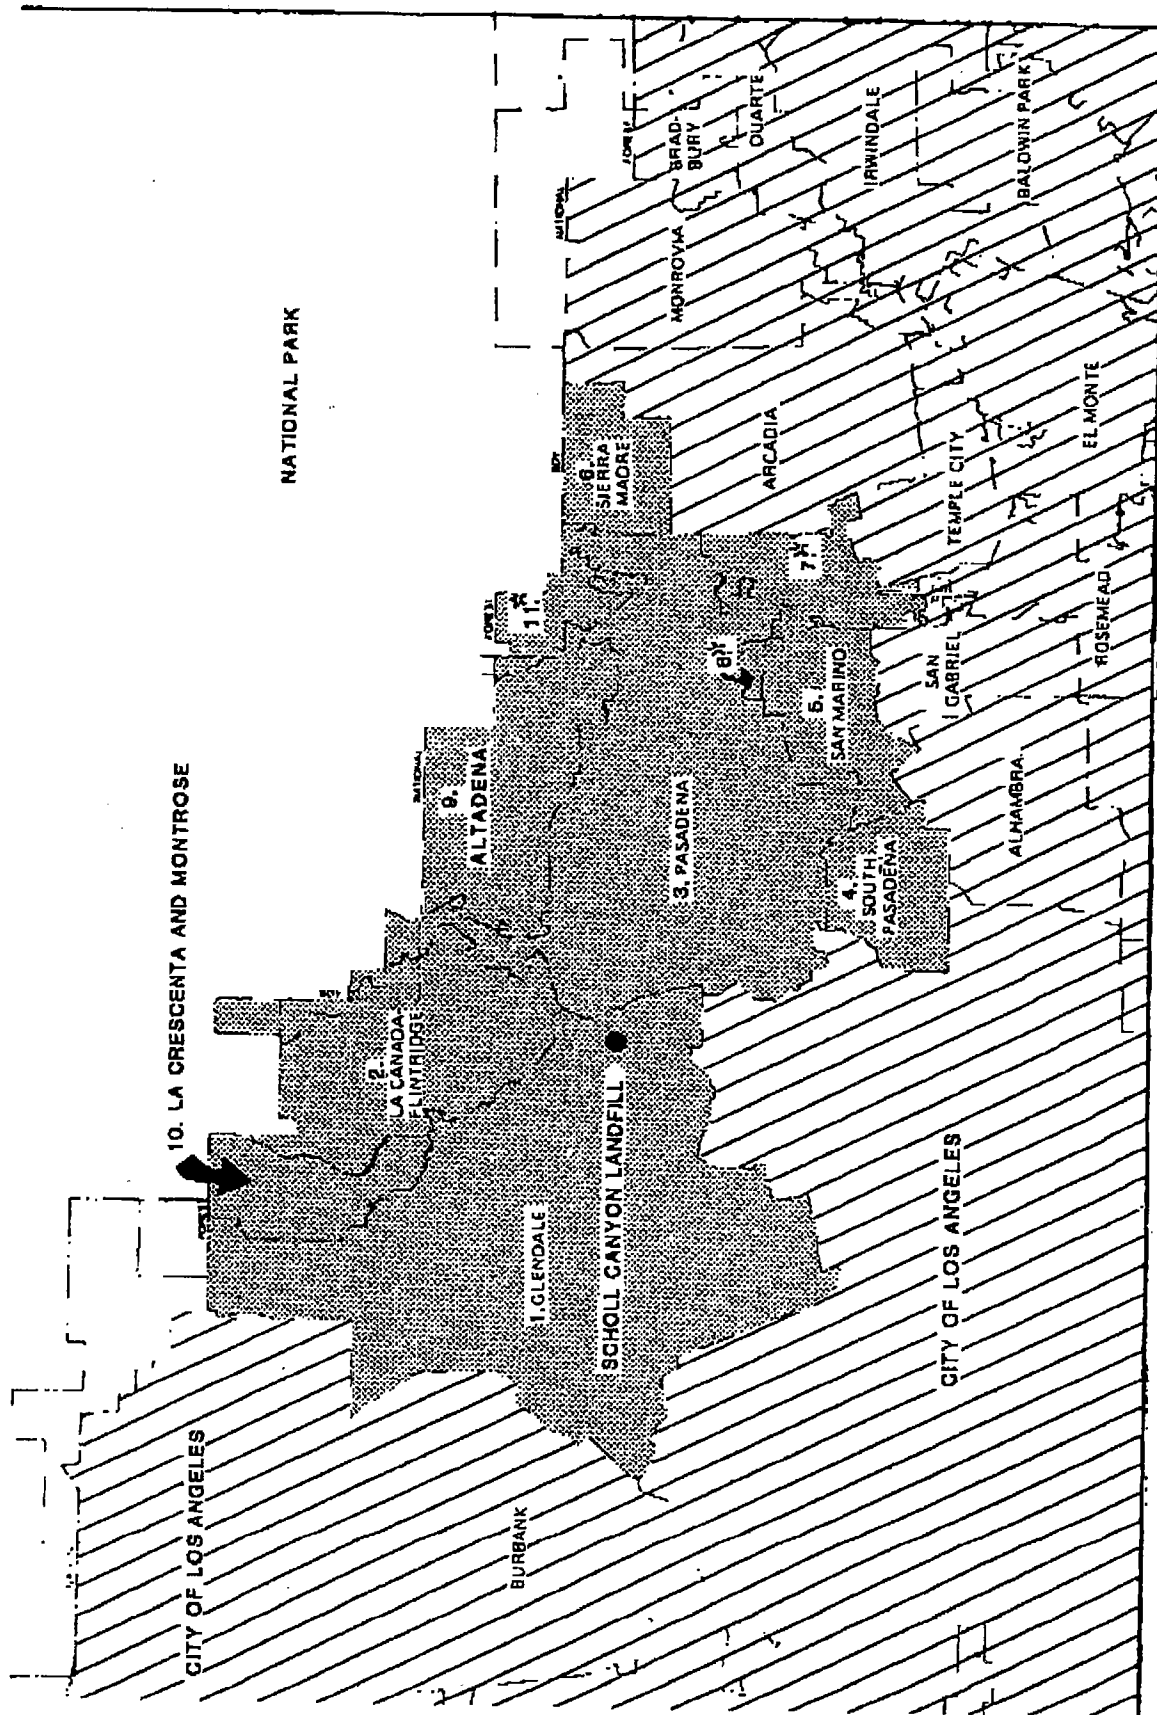 NATIONAL PARK
10. LA CRESCENTA AND MONTROSE
CITY OF LOS ANGELES
BURBANK
1. GLENDALE
2.
LA CANADA
FLINTRIDGE
9.
ALTADENA
NATIONAL
11.*
6.
SIERRA
MADRE
BDY
NATIONAL
MONROVIA
BRAD-
BURY
DUARTE
IRWINDALE
BALDWIN PARK
ARCADIA
SCHOLL CANYON LANDFILL
3. PASADENA
8.*
7.*
5.
SAN MARINO
4.
SOUTH
PASADENA
TEMPLE CITY
EL MONTE
SAN
GABRIEL
ROSEMEAD
ALHAMBRA
CITY OF LOS ANGELES